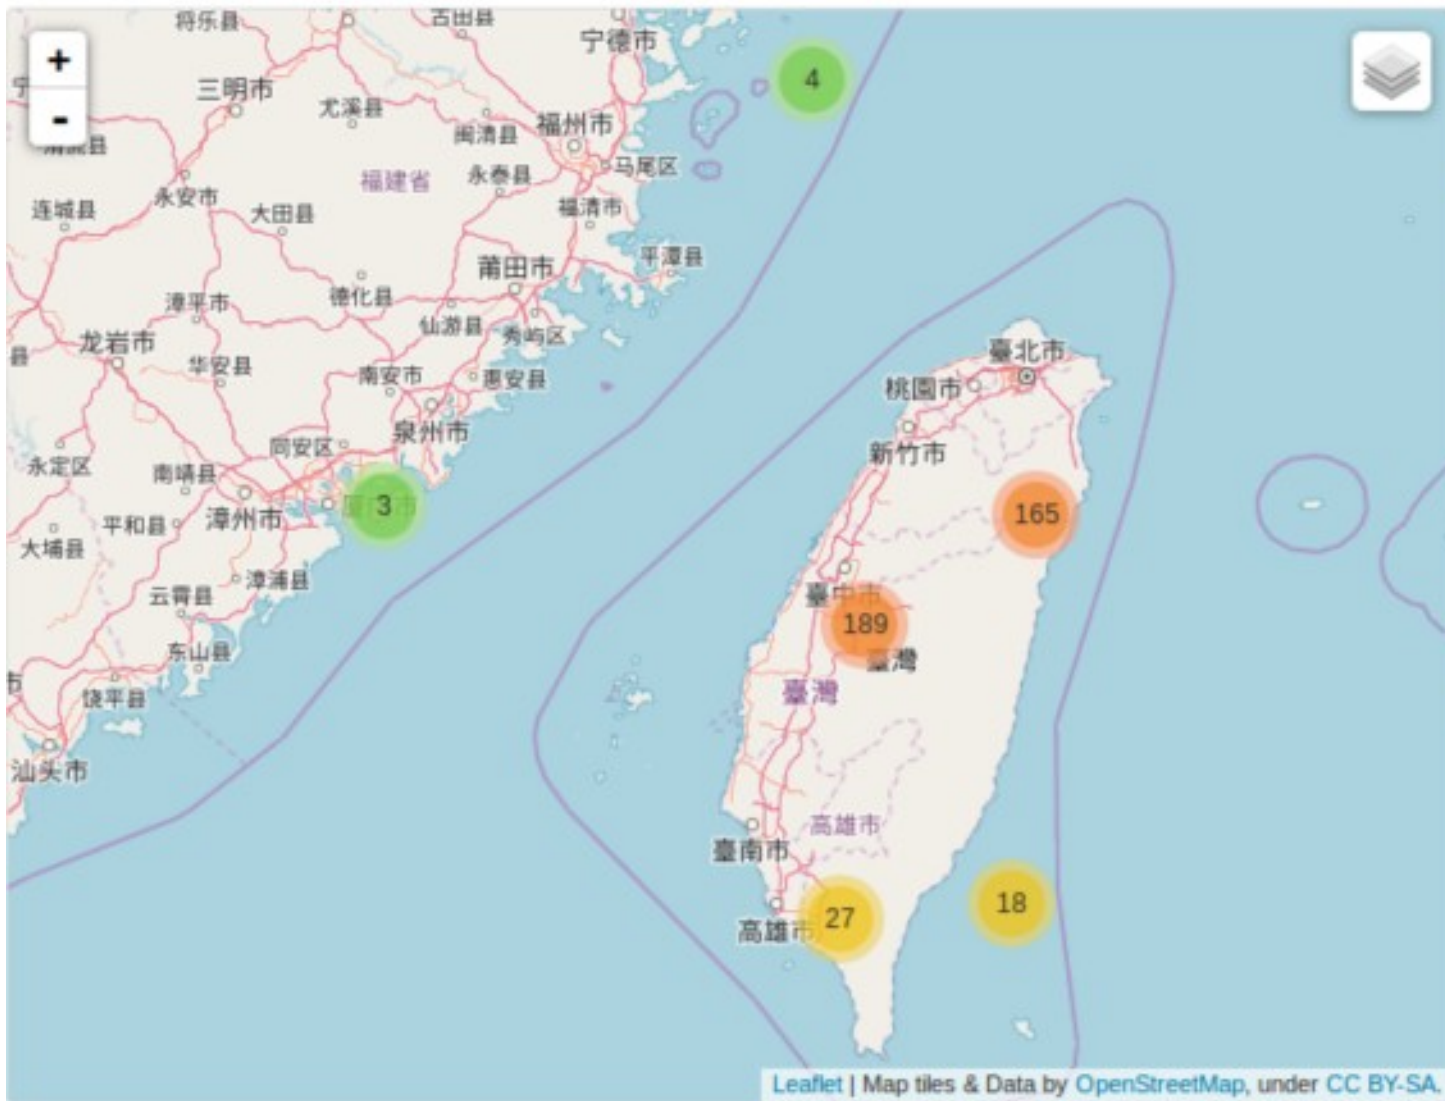 将乐县
古田县
宁德市
4
+
-
三明市
尤溪县
闽清县
福州市
马尾区
福建省
永泰县
永安市
连城县
大田县
福清市
平潭县
莆田市
漳平市
德化县
仙游县
秀屿区
龙岩市
县
华安县
南安市
惠安县
臺北市
桃園市
泉州市
同安区
新竹市
永定区
南靖县
3
165
漳州市
平和县
大埔县
漳浦县
云霄县
臺中市
189
东山县
臺灣
市
饶平县
臺灣
汕头市
高雄市
臺南市
18
27
高雄市
Leaflet | Map tiles & Data by OpenStreetMap, under CC BY-SA.